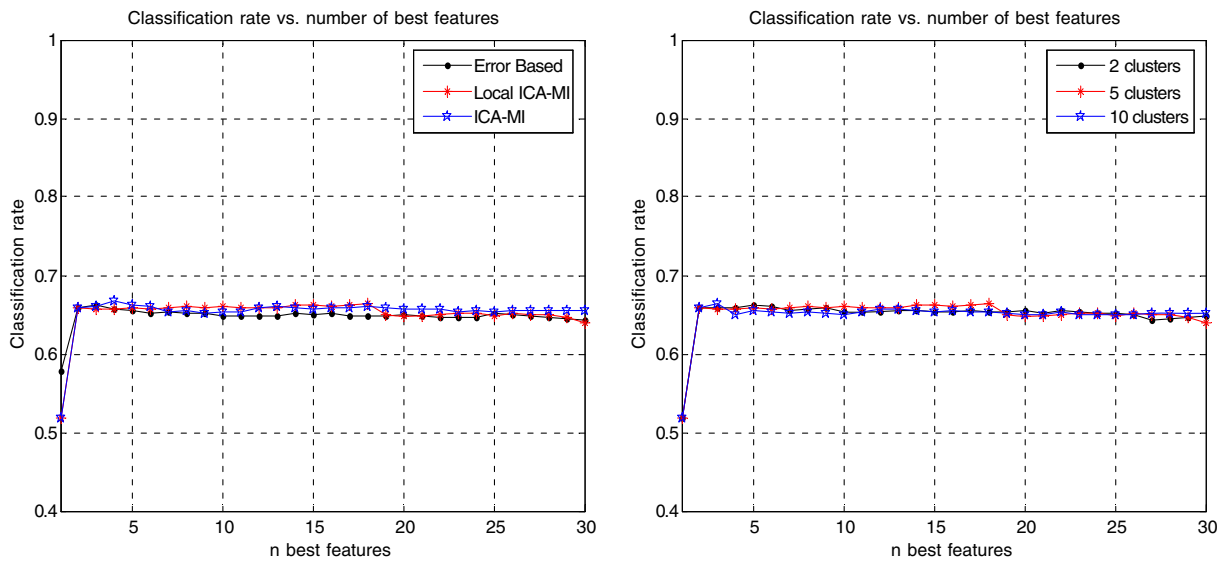 Classification rate vs. number of best features
1
0.9
0.8
0.7
0.6
0.5
0.4
Classification rate
5
10
15
20
25
30
n best features
Error Based
Local ICA-MI
ICA-MI
Classification rate vs. number of best features
1
0.9
0.8
0.7
0.6
0.5
0.4
Classification rate
5
10
15
20
25
30
n best features
2 clusters
5 clusters
10 clusters